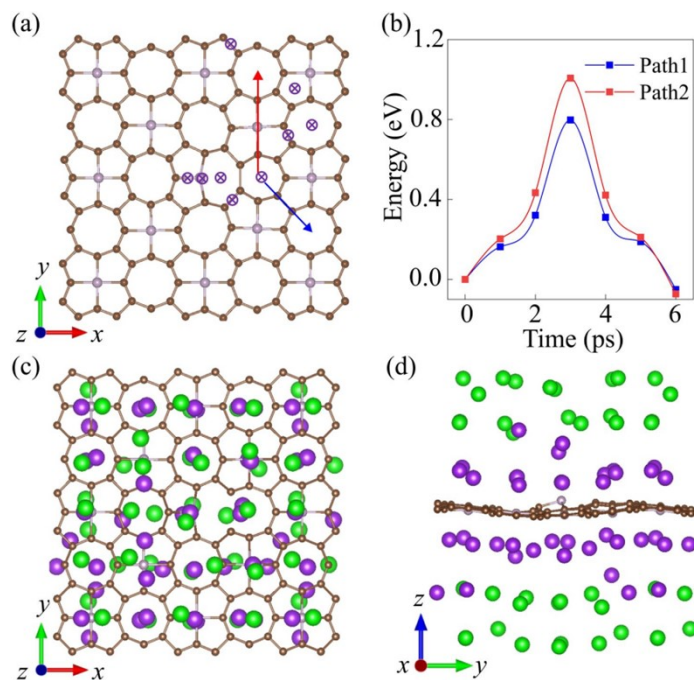 (a)
y
z
x
(b)
1.2
0.8
0.4
0.0
Energy (eV)
Path1
Path2
0
2
4
6
Time (ps)
(c)
y
z
x
(d)
z
x
y